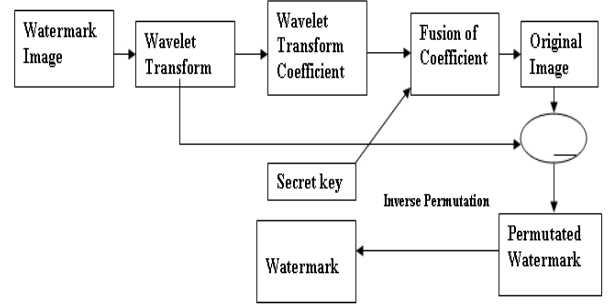 Watermark
Image
Wavelet
Transform
Wavelet
Transform
Coefficient
Fusion of
Coefficient
Original
Image
Secret key
Inverse Permutation
Permutated
Watermark
Watermark